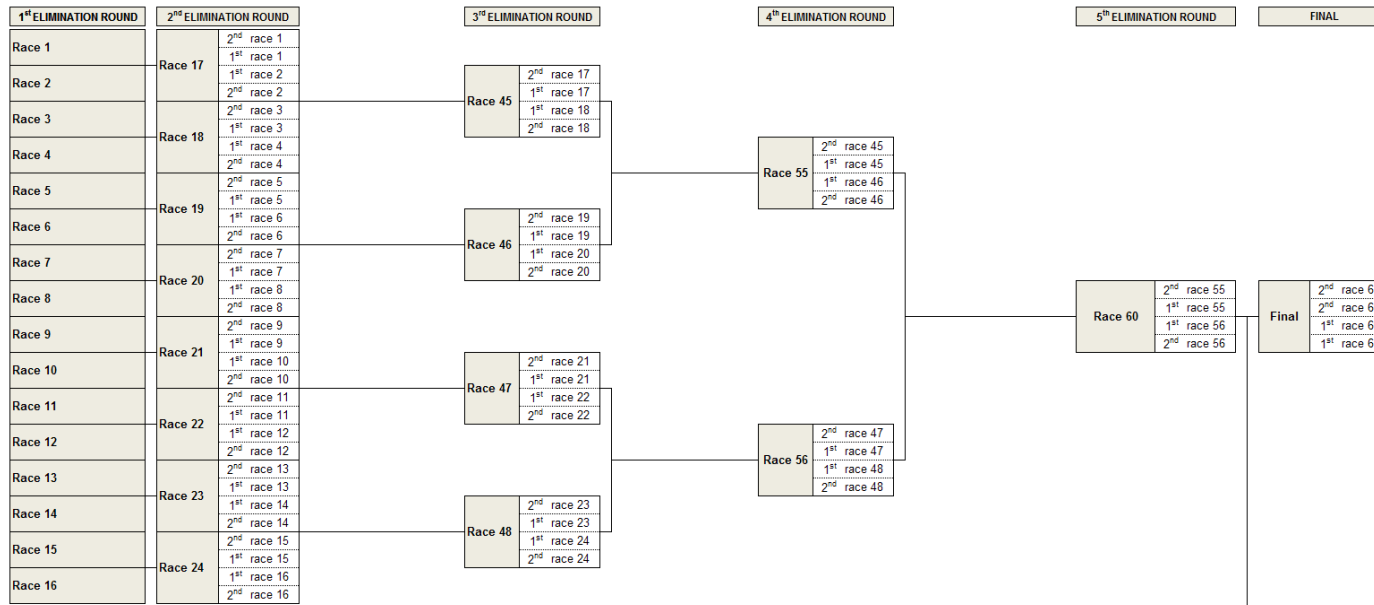 1st ELIMINATION ROUND
2nd ELIMINATION ROUND
3rd ELIMINATION ROUND
4th ELIMINATION ROUND
5th ELIMINATION ROUND
FINAL
Race 1
Race 2
Race 3
Race 4
Race 5
Race 6
Race 7
Race 8
Race 9
Race 10
Race 11
Race 12
Race 13
Race 14
Race 15
Race 16
Race 17
2nd race 1
1st race 1
1st race 2
2nd race 2
Race 18
2nd race 3
1st race 3
1st race 4
2nd race 4
Race 19
2nd race 5
1st race 5
1st race 6
2nd race 6
Race 20
2nd race 7
1st race 7
1st race 8
2nd race 8
Race 21
2nd race 9
1st race 9
1st race 10
2nd race 10
Race 22
2nd race 11
1st race 11
1st race 12
2nd race 12
Race 23
2nd race 13
1st race 13
1st race 14
2nd race 14
Race 24
2nd race 15
1st race 15
1st race 16
2nd race 16
Race 45
2nd race 17
1st race 17
1st race 18
2nd race 18
Race 46
2nd race 19
1st race 19
1st race 20
2nd race 20
Race 47
2nd race 21
1st race 21
1st race 22
2nd race 22
Race 48
2nd race 23
1st race 23
1st race 24
2nd race 24
Race 55
2nd race 45
1st race 45
1st race 46
2nd race 46
Race 56
2nd race 47
1st race 47
1st race 48
2nd race 48
Race 60
2nd race 55
1st race 55
1st race 56
2nd race 56
Final
2nd race 6
2nd race 6
1st race 6
1st race 6